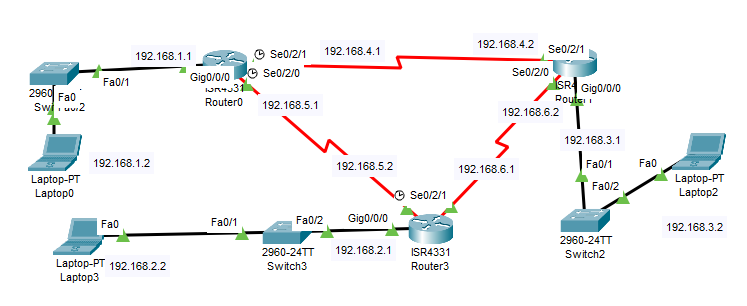 192.168.1.1
Se0/2/1
192.168.4.1
192.168.4.2
Se0/2/1
Fa0/1
Gig0/0/0
Se0/2/0
Se0/2/0
2960
Fa0
ISR4331
Router0
Gig0/0/0
192.168.5.1
192.168.6.2
192.168.3.1
192.168.1.2
Laptop-PT
Laptop0
192.168.5.2
192.168.6.1
Fa0/1
Fa0
Laptop-PT
Laptop2
Fa0/2
Se0/2/1
Fa0
Fa0/1
Fa0/2
Gig0/0/0
192.168.3.2
192.168.2.1
2960-24TT
Switch3
ISR4331
Router3
2960-24TT
Switch2
Laptop-PT
Laptop3
192.168.2.2